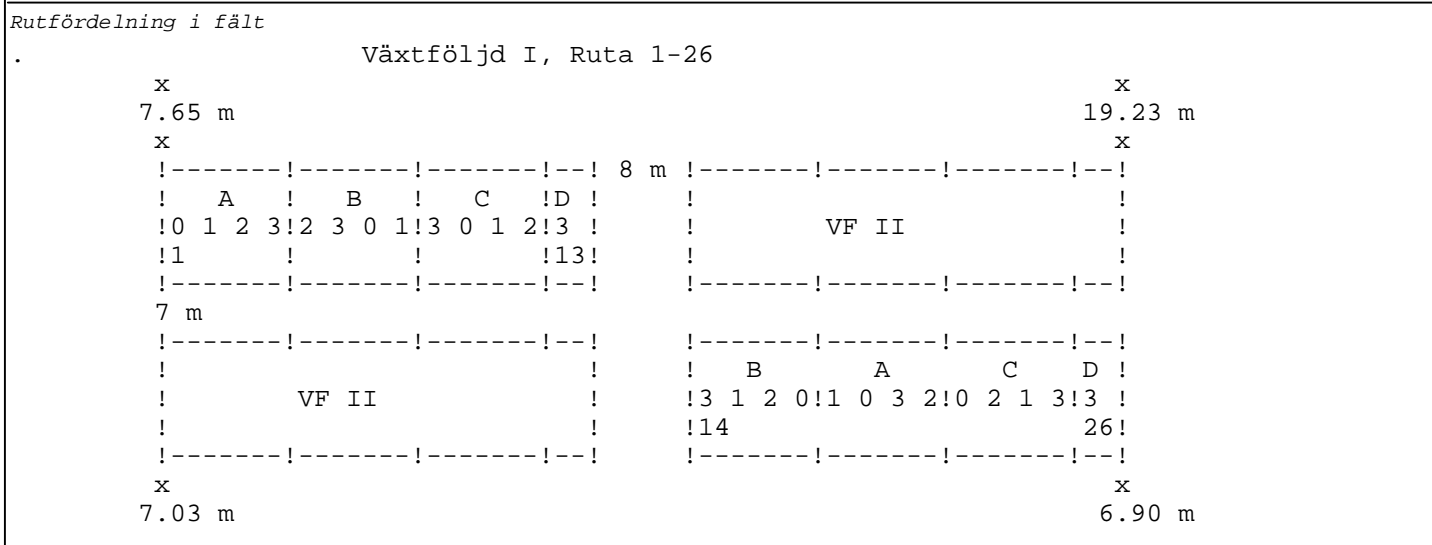 Rutfördelning i fält
.                      Växtföljd I, Ruta 1-26
         x                                                           x
        7.65 m                                                    19.23 m
         x                                                           x
         !-------!-------!-------!--! 8 m !-------!-------!-------!--!
         !   A   !   B   !   C   !D !     !                          !
         !0 1 2 3!2 3 0 1!3 0 1 2!3 !     !        VF II             !
         !1      !       !       !13!     !                          !
         !-------!-------!-------!--!     !-------!-------!-------!--!
         7 m
         !-------!-------!-------!--!     !-------!-------!-------!--!
         !                          !     !   B       A       C    D !
         !        VF II             !     !3 1 2 0!1 0 3 2!0 2 1 3!3 !
         !                          !     !14                      26!
         !-------!-------!-------!--!     !-------!-------!-------!--!
         x                                                           x
        7.03 m                                                     6.90 m